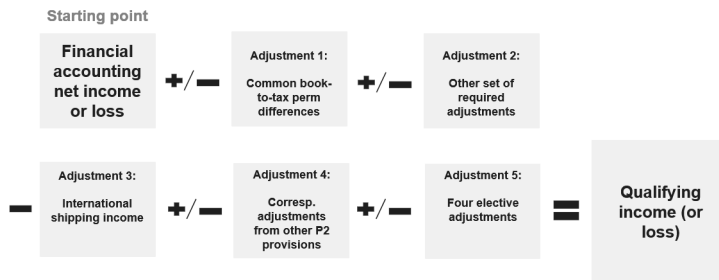 Starting point
Financial
accounting
net income
or loss
+/−
Adjustment 1:
Common book-
to-tax perm
differences
+/−
Adjustment 2:
Other set of
required
adjustments
−
Adjustment 3:
International
shipping income
+/−
Adjustment 4:
Corresp.
adjustments
from other P2
provisions
+/−
Adjustment 5:
Four elective
adjustments
=
Qualifying
income (or
loss)